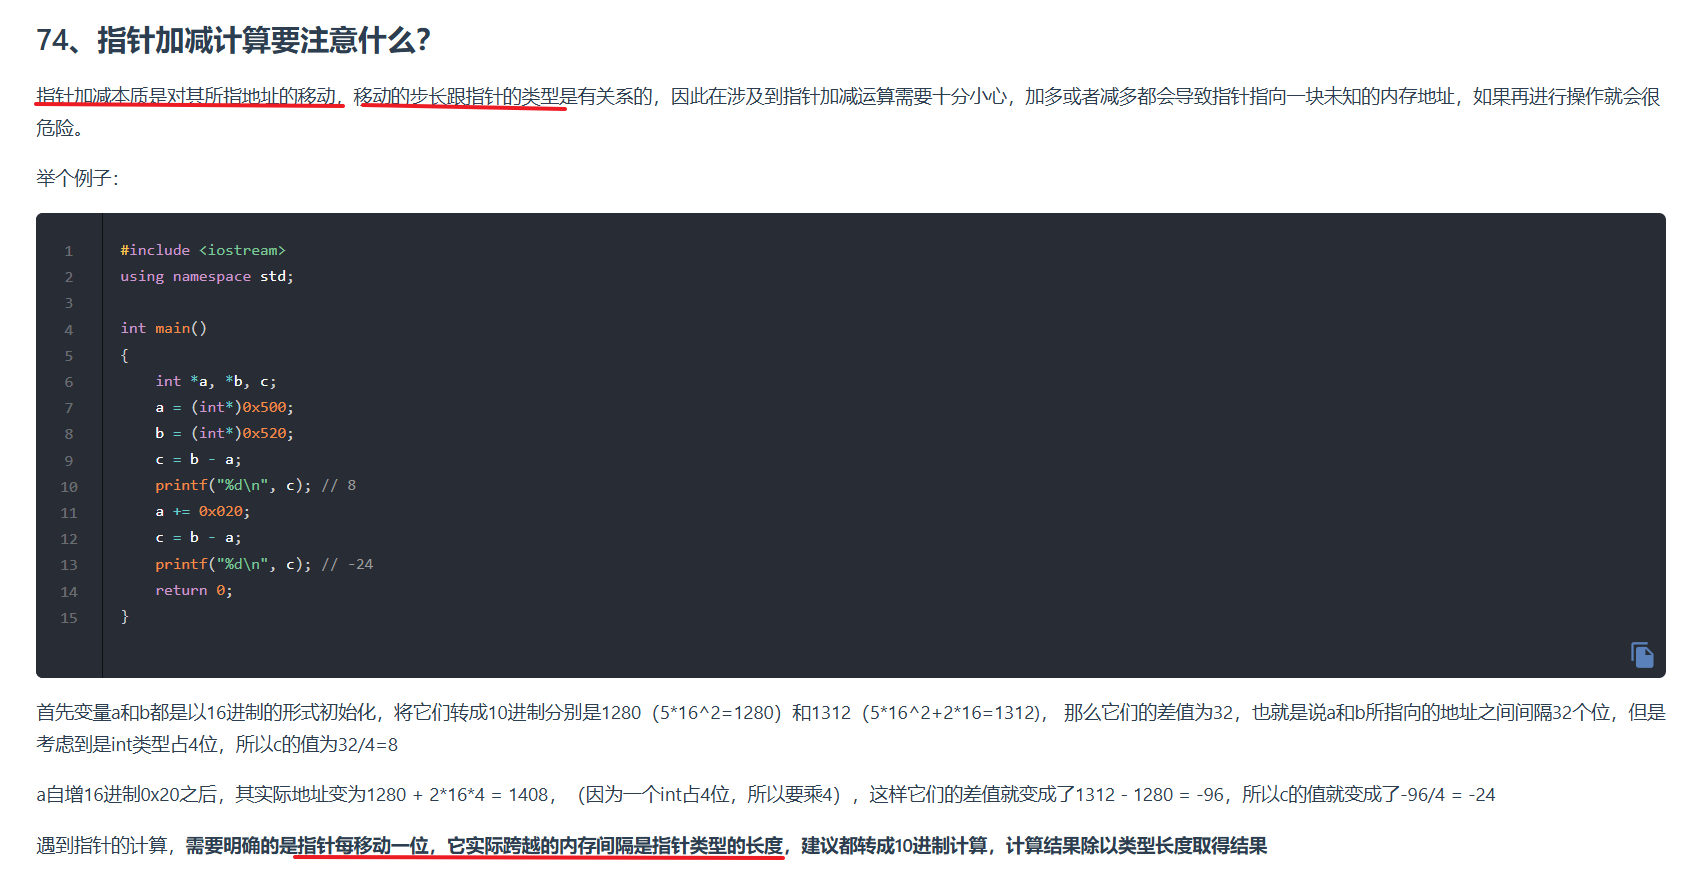 74、指针加减计算要注意什么？
指针加减本质是对其所指地址的移动，移动的步长跟指针的类型是有关系的，因此在涉及到指针加减运算需要十分小心，加多或者减多都会导致指针指向一块未知的内存地址，如果再进行操作就会很
危险。
举个例子：
1 #include <iostream>
2 using namespace std;
3
4 int main()
5 {
6     int *a, *b, c;
7     a = (int*)0x500;
8     b = (int*)0x520;
9     c = b - a;
10     printf("%d\n", c); // 8
11     a += 0x020;
12     c = b - a;
13     printf("%d\n", c); // -24
14     return 0;
15 }
首先变量a和b都是以16进制的形式初始化，将它们转成10进制分别是1280（5*16^2=1280）和1312（5*16^2+2*16=1312)， 那么它们的差值为32，也就是说a和b所指向的地址之间间隔32个位，但是
考虑到是int类型占4位，所以c的值为32/4=8
a自增16进制0x20之后，其实际地址变为1280 + 2*16*4 = 1408，（因为一个int占4位，所以要乘4），这样它们的差值就变成了1312 - 1280 = -96，所以c的值就变成了-96/4 = -24
遇到指针的计算，需要明确的是指针每移动一位，它实际跨越的内存间隔是指针类型的长度，建议都转成10进制计算，计算结果除以类型长度取得结果